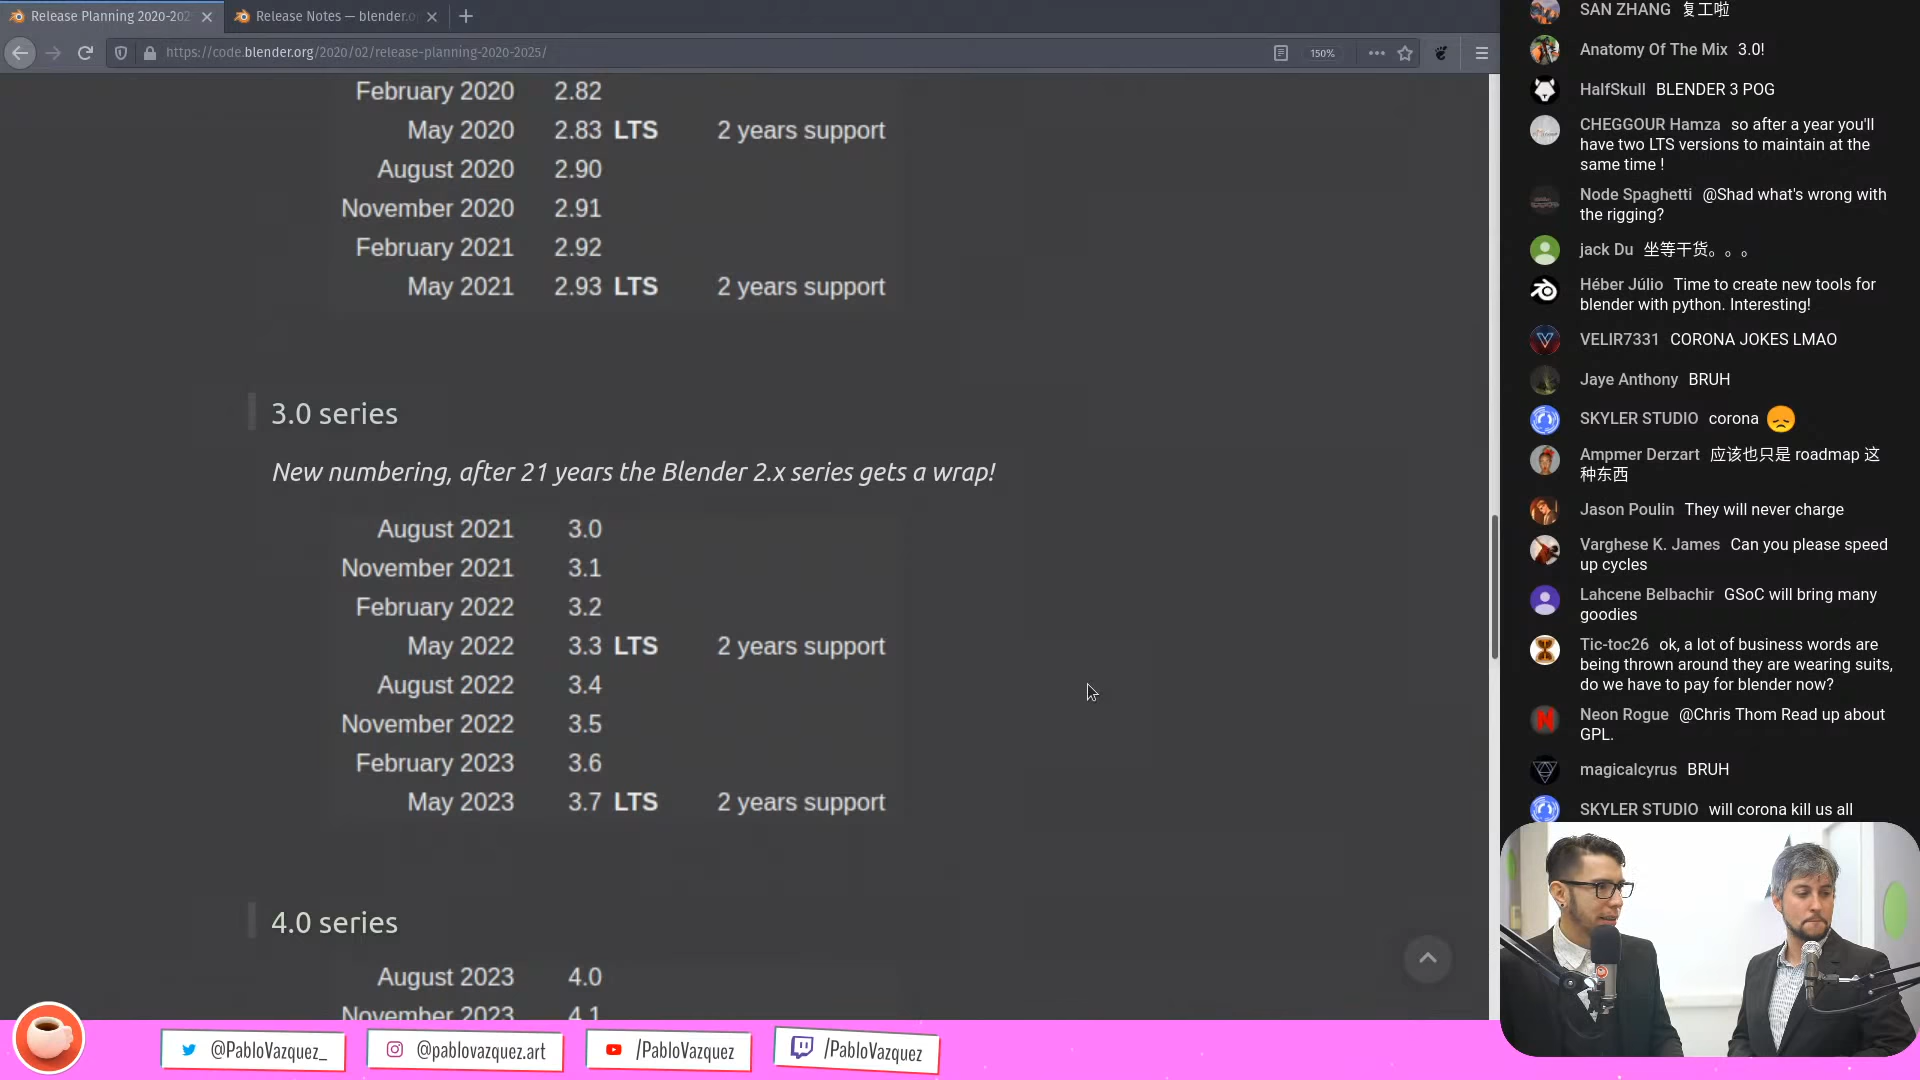 Release Planning 2020-202
Release Notes — blender.o
https://code.blender.org/2020/02/release-planning-2020-2025/
150%
February 2020 2.82
May 2020 2.83 LTS 2 years support
August 2020 2.90
November 2020 2.91
February 2021 2.92
May 2021 2.93 LTS 2 years support
3.0 series
New numbering, after 21 years the Blender 2.x series gets a wrap!
August 2021 3.0
November 2021 3.1
February 2022 3.2
May 2022 3.3 LTS 2 years support
August 2022 3.4
November 2022 3.5
February 2023 3.6
May 2023 3.7 LTS 2 years support
4.0 series
August 2023 4.0
November 2023 4.1
SAN ZHANG 复工啦
Anatomy Of The Mix 3.0!
HalfSkull BLENDER 3 POG
CHEGGOUR Hamza so after a year you'll
have two LTS versions to maintain at the
same time !
Node Spaghetti @Shad what's wrong with
the rigging?
jack Du 坐等干货。。。
Héber Júlio Time to create new tools for
blender with python. Interesting!
VELIR7331 CORONA JOKES LMAO
Jaye Anthony BRUH
SKYLER STUDIO corona 😞
Ampmer Derzart 应该也只是 roadmap 这
种东西
Jason Poulin They will never charge
Varghese K. James Can you please speed
up cycles
Lahcene Belbachir GSoC will bring many
goodies
Tic-toc26 ok, a lot of business words are
being thrown around they are wearing suits,
do we have to pay for blender now?
Neon Rogue @Chris Thom Read up about
GPL.
magicalcyrus BRUH
SKYLER STUDIO will corona kill us all
@PabloVazquez_
@pablovazquez.art
/PabloVazquez
/PabloVazquez